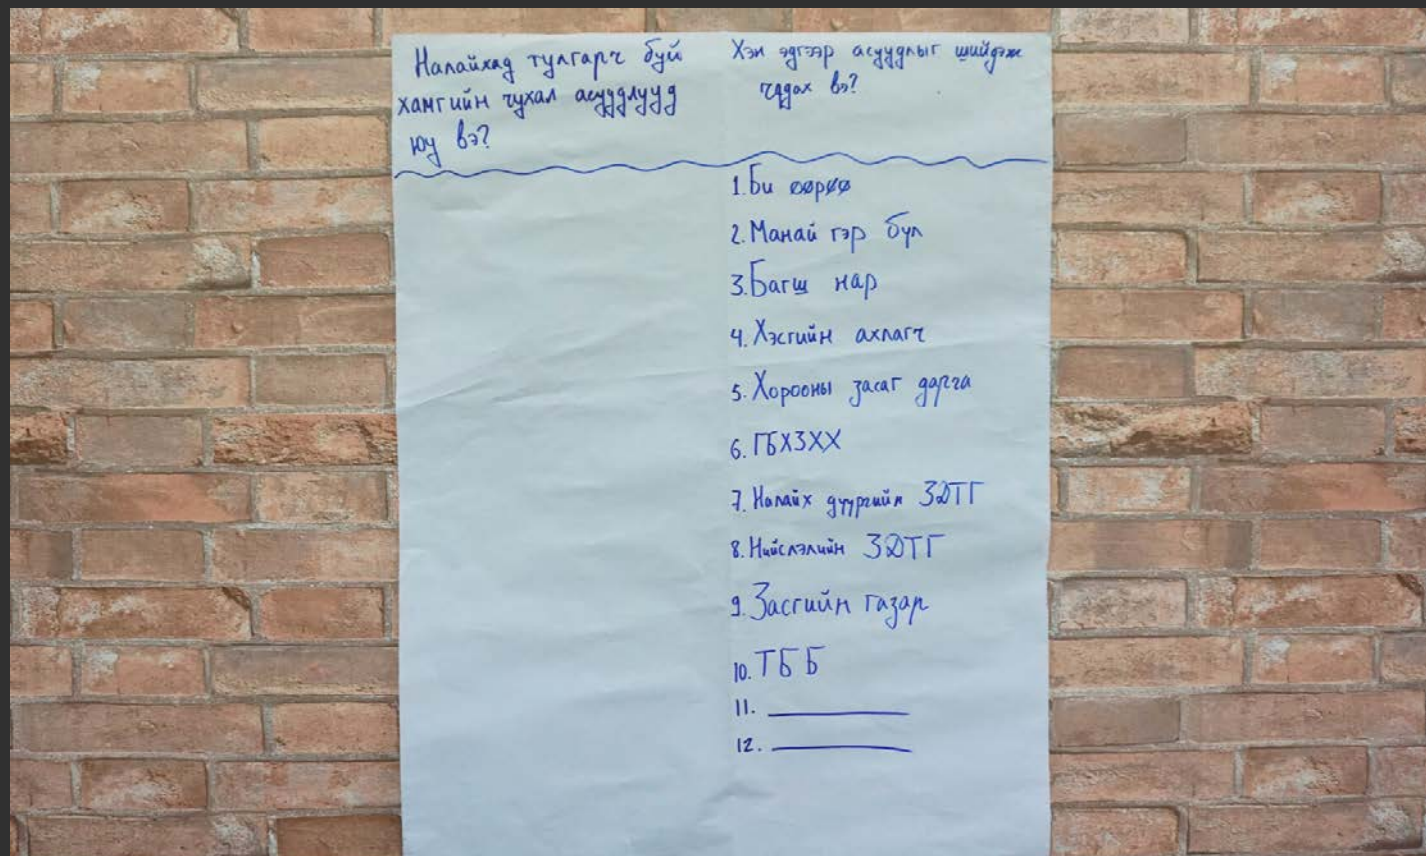 Налайхад тулгарч буй
хамгийн чухал асуудлууд
юу вэ?
Хэн эдгээр асуудлыг шийдэж
чадах вэ?
1. Би өөрөө
2. Манай гэр бүл
3. Багш нар
4. Хэсгийн ахлагч
5. Хорооны засаг дарга
6. ГБХЗХХ
7. Налайх дүүргийн ЗДТГ
8. Нийслэлийн ЗДТГ
9. Засгийн газар
10. ТББ
11.
12.